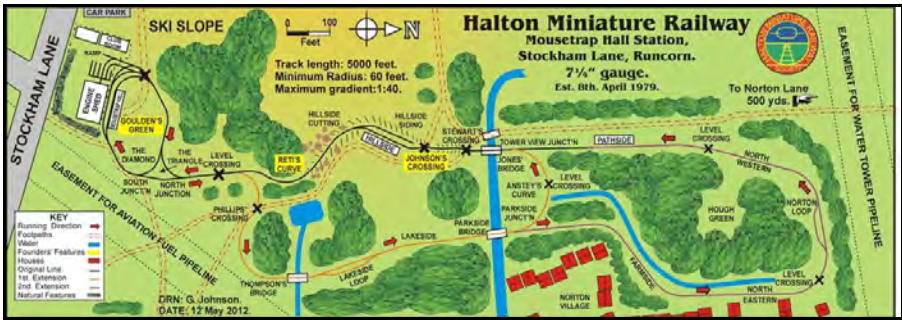 CAR PARK
SKI SLOPE
STOCKHAM LANE
0 100
Feet
N
Track length: 5000 feet.
Minimum Radius: 60 feet.
Maximum gradient:1:40.
Halton Miniature Railway
Mousetrap Hall Station,
Stockham Lane, Runcorn.
7¼" gauge.
Est. 8th. April 1979.
To Norton Lane
500 yds.
EASEMENT FOR WATER TOWER PIPELINE
RAMP
ENGINE
SHED
GOULDEN'S
GREEN
THE
DIAMOND
THE
TRIANGLE
LEVEL
CROSSING
SOUTH
JUNCT'N
NORTH
JUNCTION
RETI'S
CURVE
HILLSIDE
CUTTING
HILLSIDE
HILLSIDE
SIDING
JOHNSON'S
CROSSING
STEWART'S
CROSSING
TOWER VIEW JUNCT'N
PATHSIDE
LEVEL
CROSSING
JONES'
BRIDGE
ANSTEY'S
CURVE
LEVEL
CROSSING
NORTH
WESTERN
NORTON
LOOP
HOUGH
GREEN
PARKSIDE
JUNCT'N
PARKSIDE
BRIDGE
LAKESIDE
LAKESIDE
LOOP
PHILLIPS'
CROSSING
THOMPSON'S
BRIDGE
FARMSIDE
NORTH
EASTERN
LEVEL
CROSSING
NORTON
VILLAGE
EASEMENT FOR AVIATION FUEL PIPELINE
KEY
Running Direction
Footpaths
Water
Founders' Features
Houses
Original Line
1st. Extension
2nd. Extension
Natural Features
DRN: G. Johnson.
DATE: 12 May 2012.